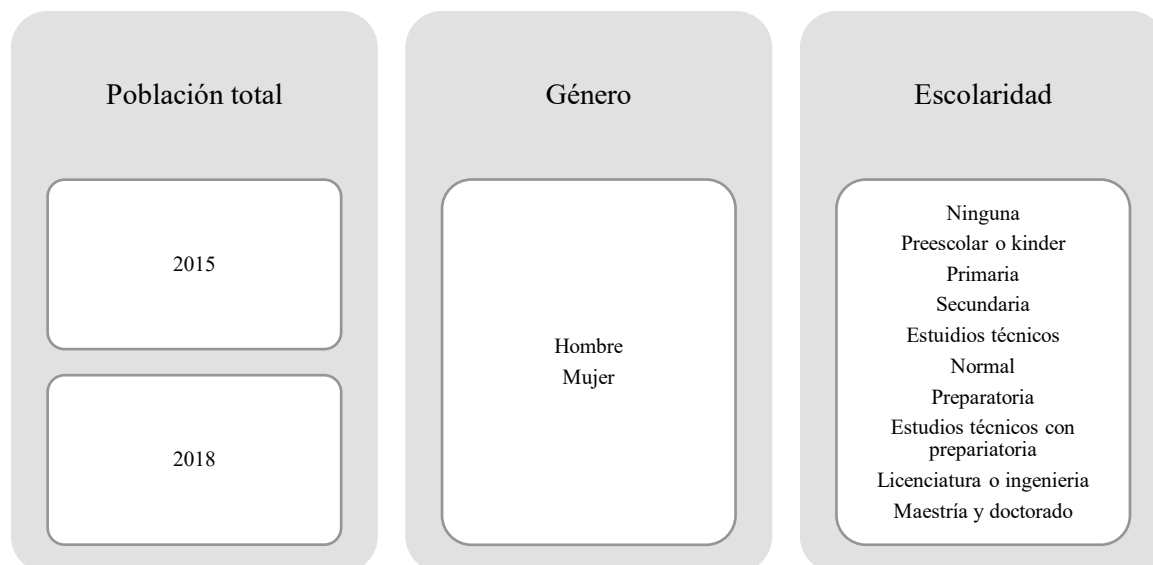 Población total
2015
2018
Género
Hombre
Mujer
Escolaridad
Ninguna
Preescolar o kinder
Primaria
Secundaria
Estuidios técnicos
Normal
Preparatoria
Estudios técnicos con
prepariatoria
Licenciatura o ingenieria
Maestría y doctorado